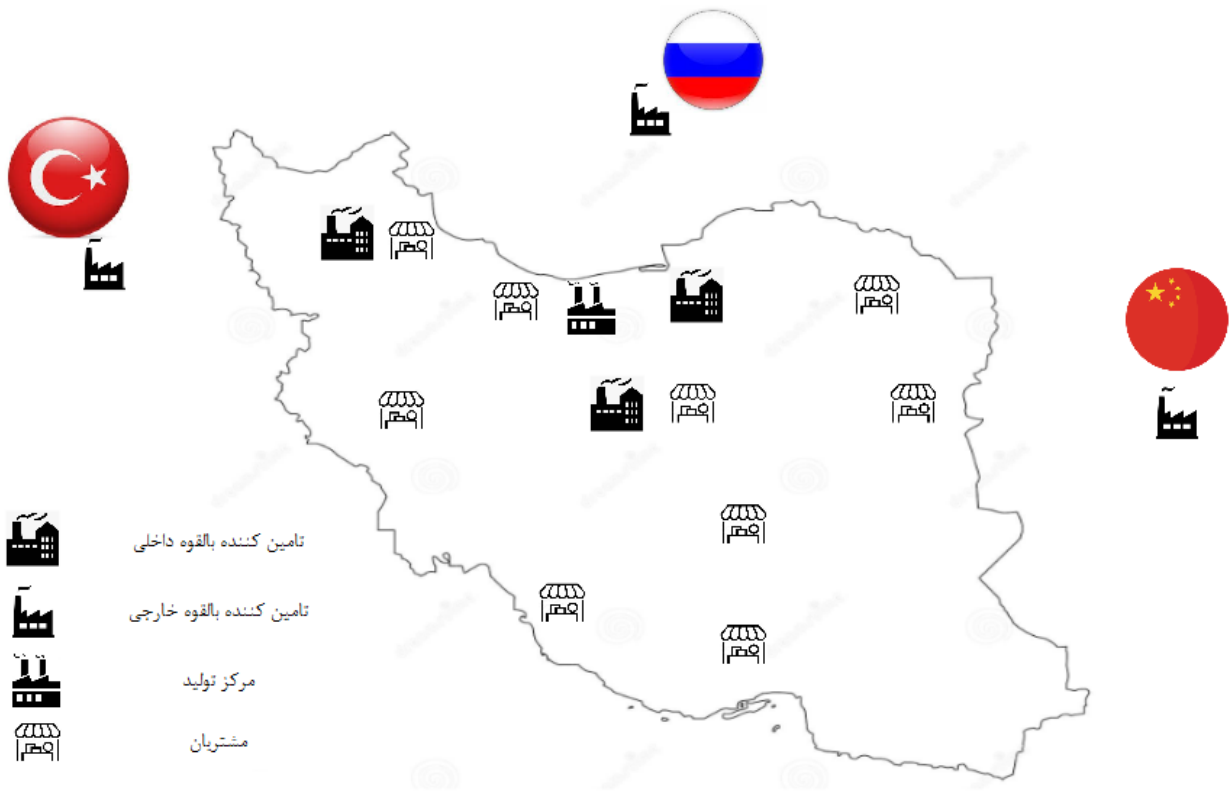 تامین کننده بالقوه داخلی
تامین کننده بالقوه خارجی
مرکز تولید
مشتریان